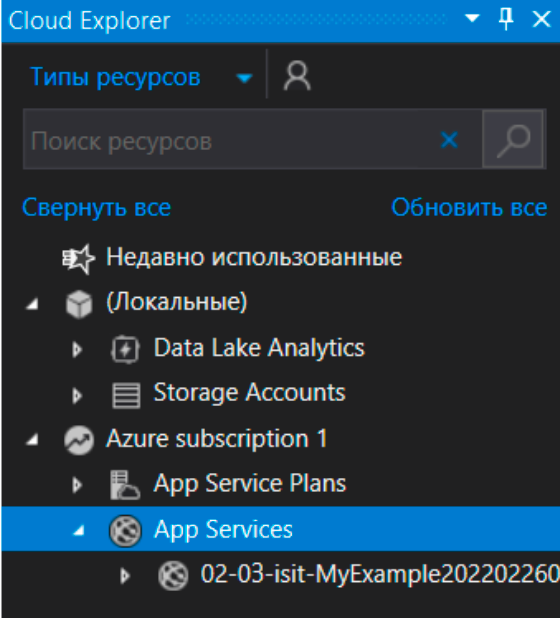 Cloud Explorer
Типы ресурсов
Поиск ресурсов
Свернуть все Обновить все
Недавно использованные
(Локальные)
Data Lake Analytics
Storage Accounts
Azure subscription 1
App Service Plans
App Services
02-03-isit-MyExample202202260